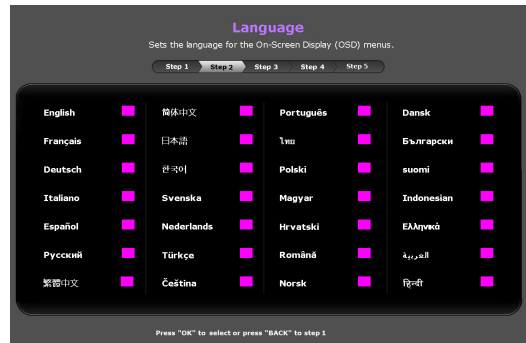 Language
Sets the language for the On-Screen Display (OSD) menus.
Step 1 Step 2 Step 3 Step 4 Step 5
English 简体中文 Português Dansk
Français 日本語 ไทย Български
Deutsch 한국어 Polski suomi
Italiano Svenska Magyar Indonesian
Español Nederlands Hrvatski Ελληνικά
Русский Türkçe Română العربية
繁體中文 Čeština Norsk हिन्दी
Press "OK" to select or press "BACK" to step 1